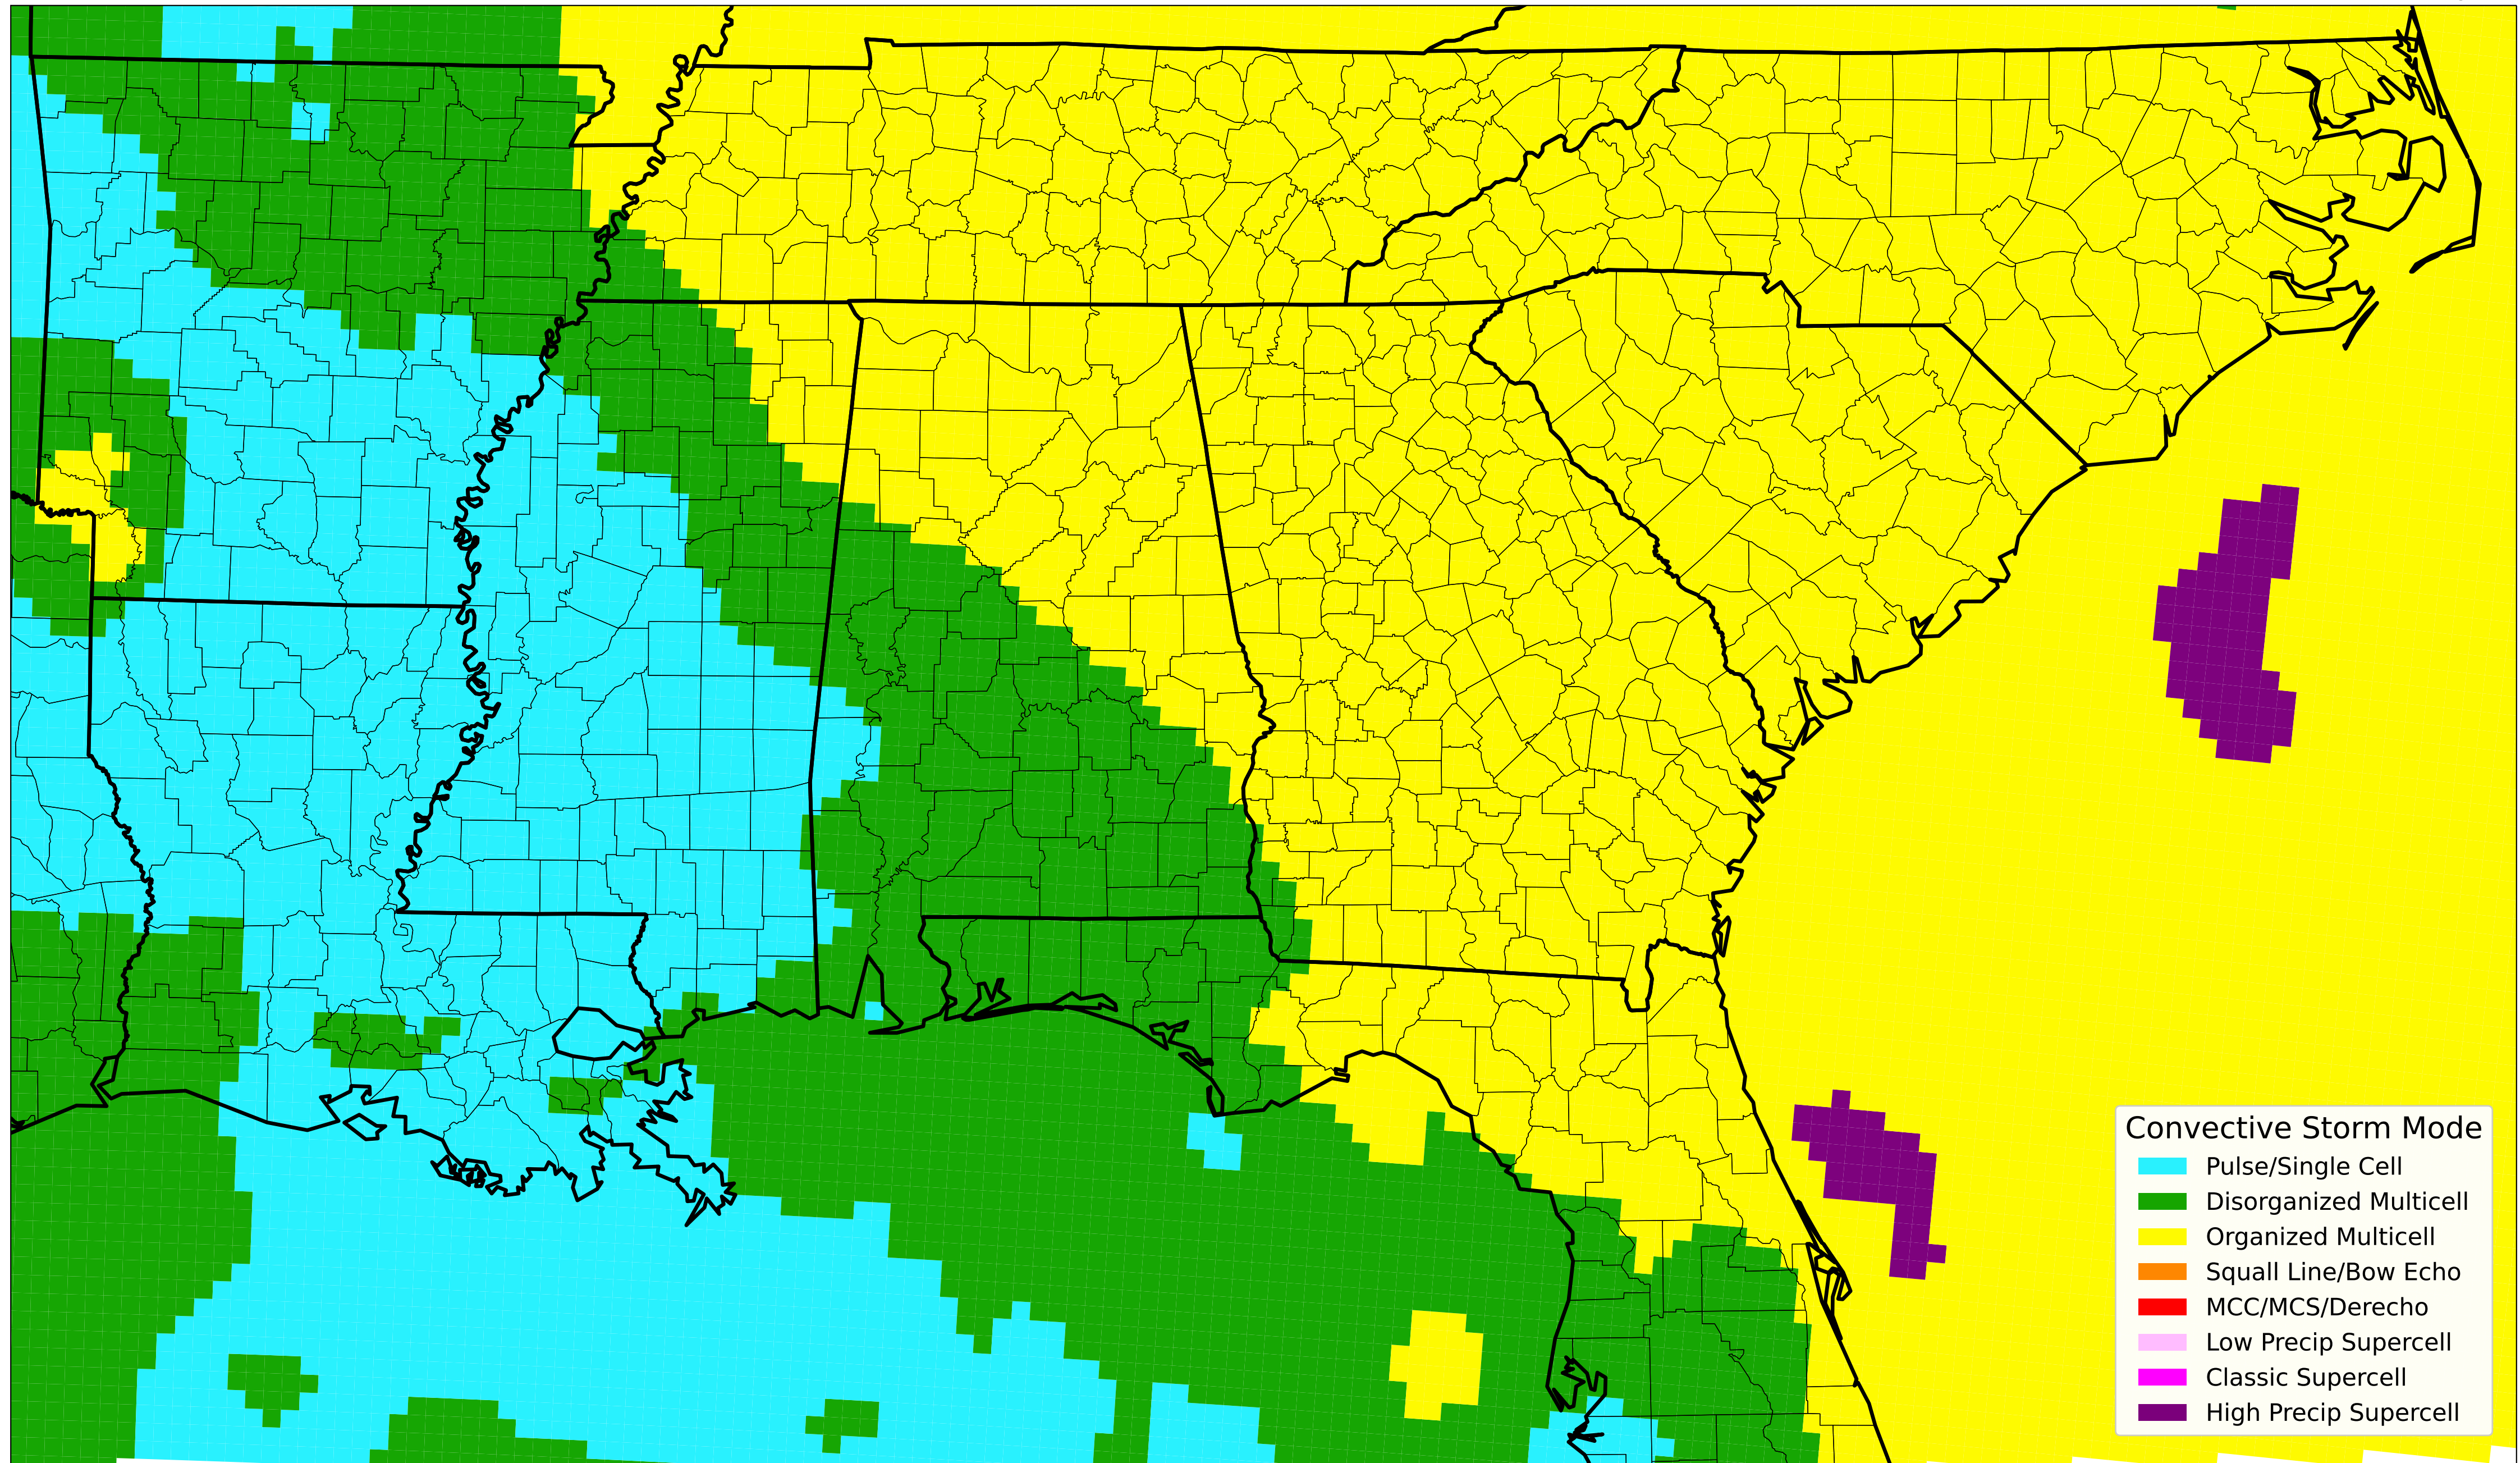 Convective Storm Mode
Pulse/Single Cell
Disorganized Multicell
Organized Multicell
Squall Line/Bow Echo
MCC/MCS/Derecho
Low Precip Supercell
Classic Supercell
High Precip Supercell